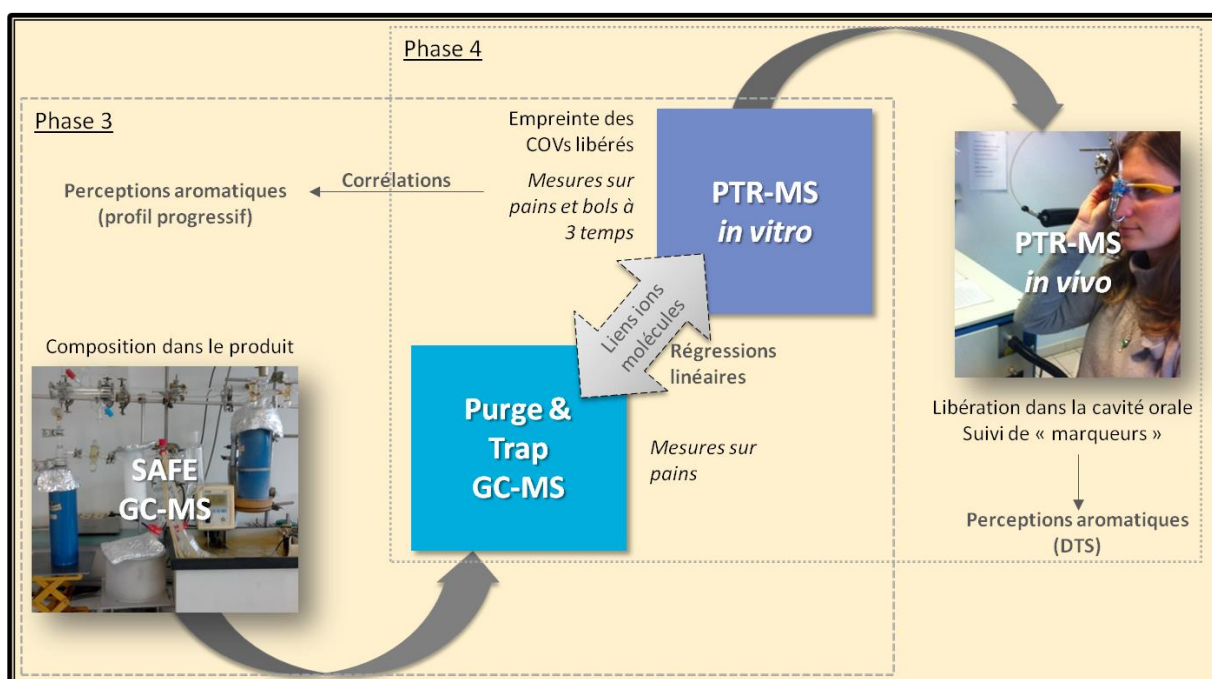 Phase 4
Phase 3
Empreinte des
COVs libérés
Mesures sur
pains et bols à
3 temps
Corrélations
Perceptions aromatiques
(profil progressif)
PTR-MS
in vitro
PTR-MS
in vivo
Liens ions
molécules
Régressions
linéaires
Composition dans le produit
SAFE
GC-MS
Purge &
Trap
GC-MS
Mesures sur
pains
Libération dans la cavité orale
Suivi de « marqueurs »
Perceptions aromatiques
(DTS)